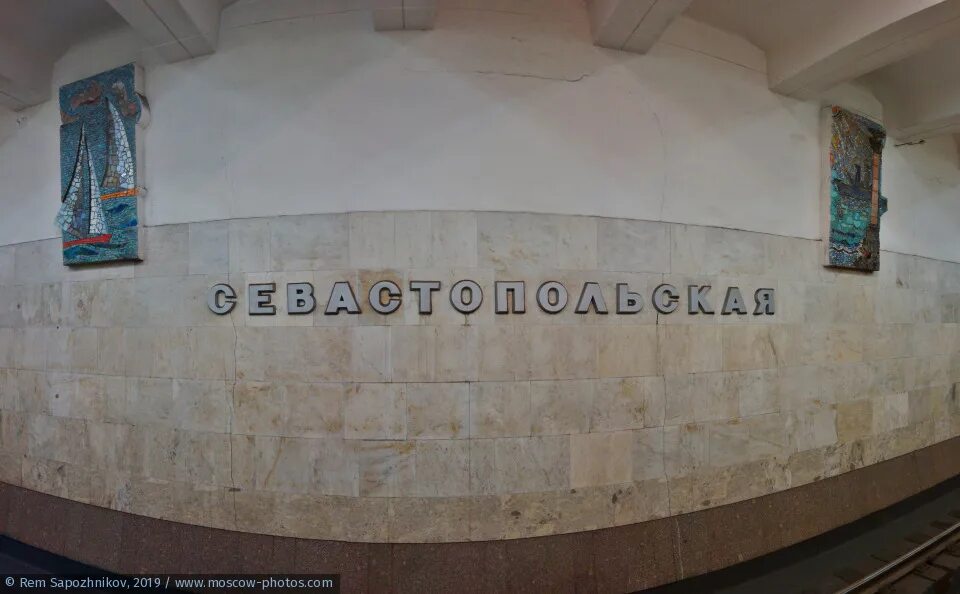 СЕВАСТОПОЛЬСКАЯ
© Rem Sapozhnikov, 2019 / www.moscow-photos.com